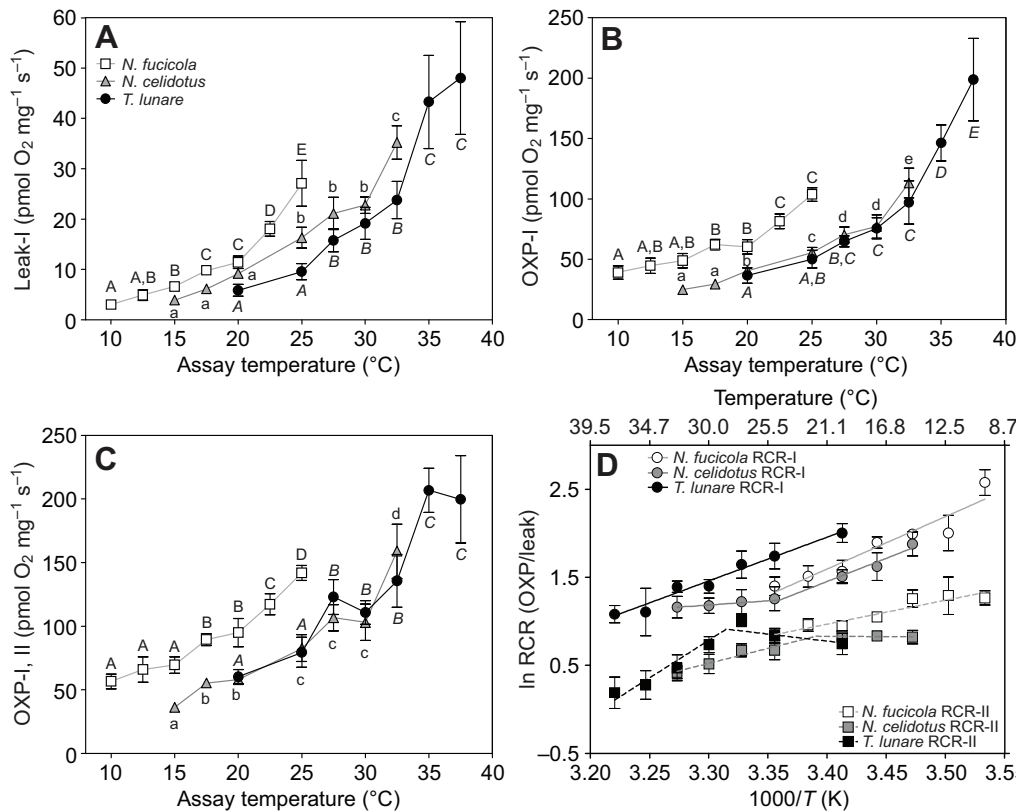 A
Leak-I (pmol O₂ mg⁻¹ s⁻¹)
60
50
40
30
20
10
0
N. fucicola
N. celidotus
T. lunare
A A,B B C C D E
a a a b b b c
A A B B B C C
10 15 20 25 30 35 40
Assay temperature (°C)
B
OXP-I (pmol O₂ mg⁻¹ s⁻¹)
250
200
150
100
50
0
A A,B A,B B B C C
a a b c d d e
A A,B B,C C C D E
10 15 20 25 30 35 40
Assay temperature (°C)
C
OXP-I, II (pmol O₂ mg⁻¹ s⁻¹)
250
200
150
100
50
0
A A A B B C D
a b b c c c d
A A B B B C C
10 15 20 25 30 35 40
Assay temperature (°C)
Temperature (°C)
39.5 34.7 30.0 25.5 21.1 16.8 12.5 8.7
D
ln RCR (OXP/leak)
2.5
1.5
0.5
–0.5
N. fucicola RCR-I
N. celidotus RCR-I
T. lunare RCR-I
N. fucicola RCR-II
N. celidotus RCR-II
T. lunare RCR-II
3.20 3.25 3.30 3.35 3.40 3.45 3.50 3.5
1000/T (K)